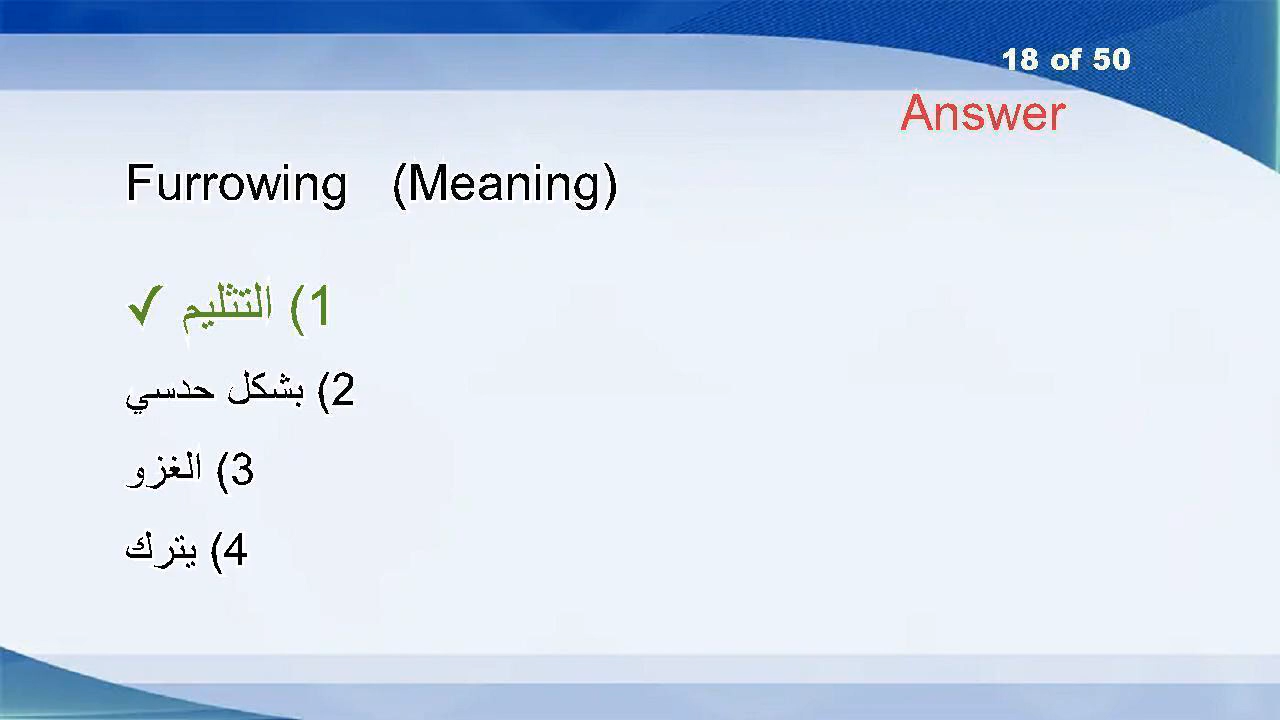 18 of 50
Answer
Furrowing (Meaning)
1) التثليم ✓
2) بشكل حدسي
3) الغزو
4) يترك